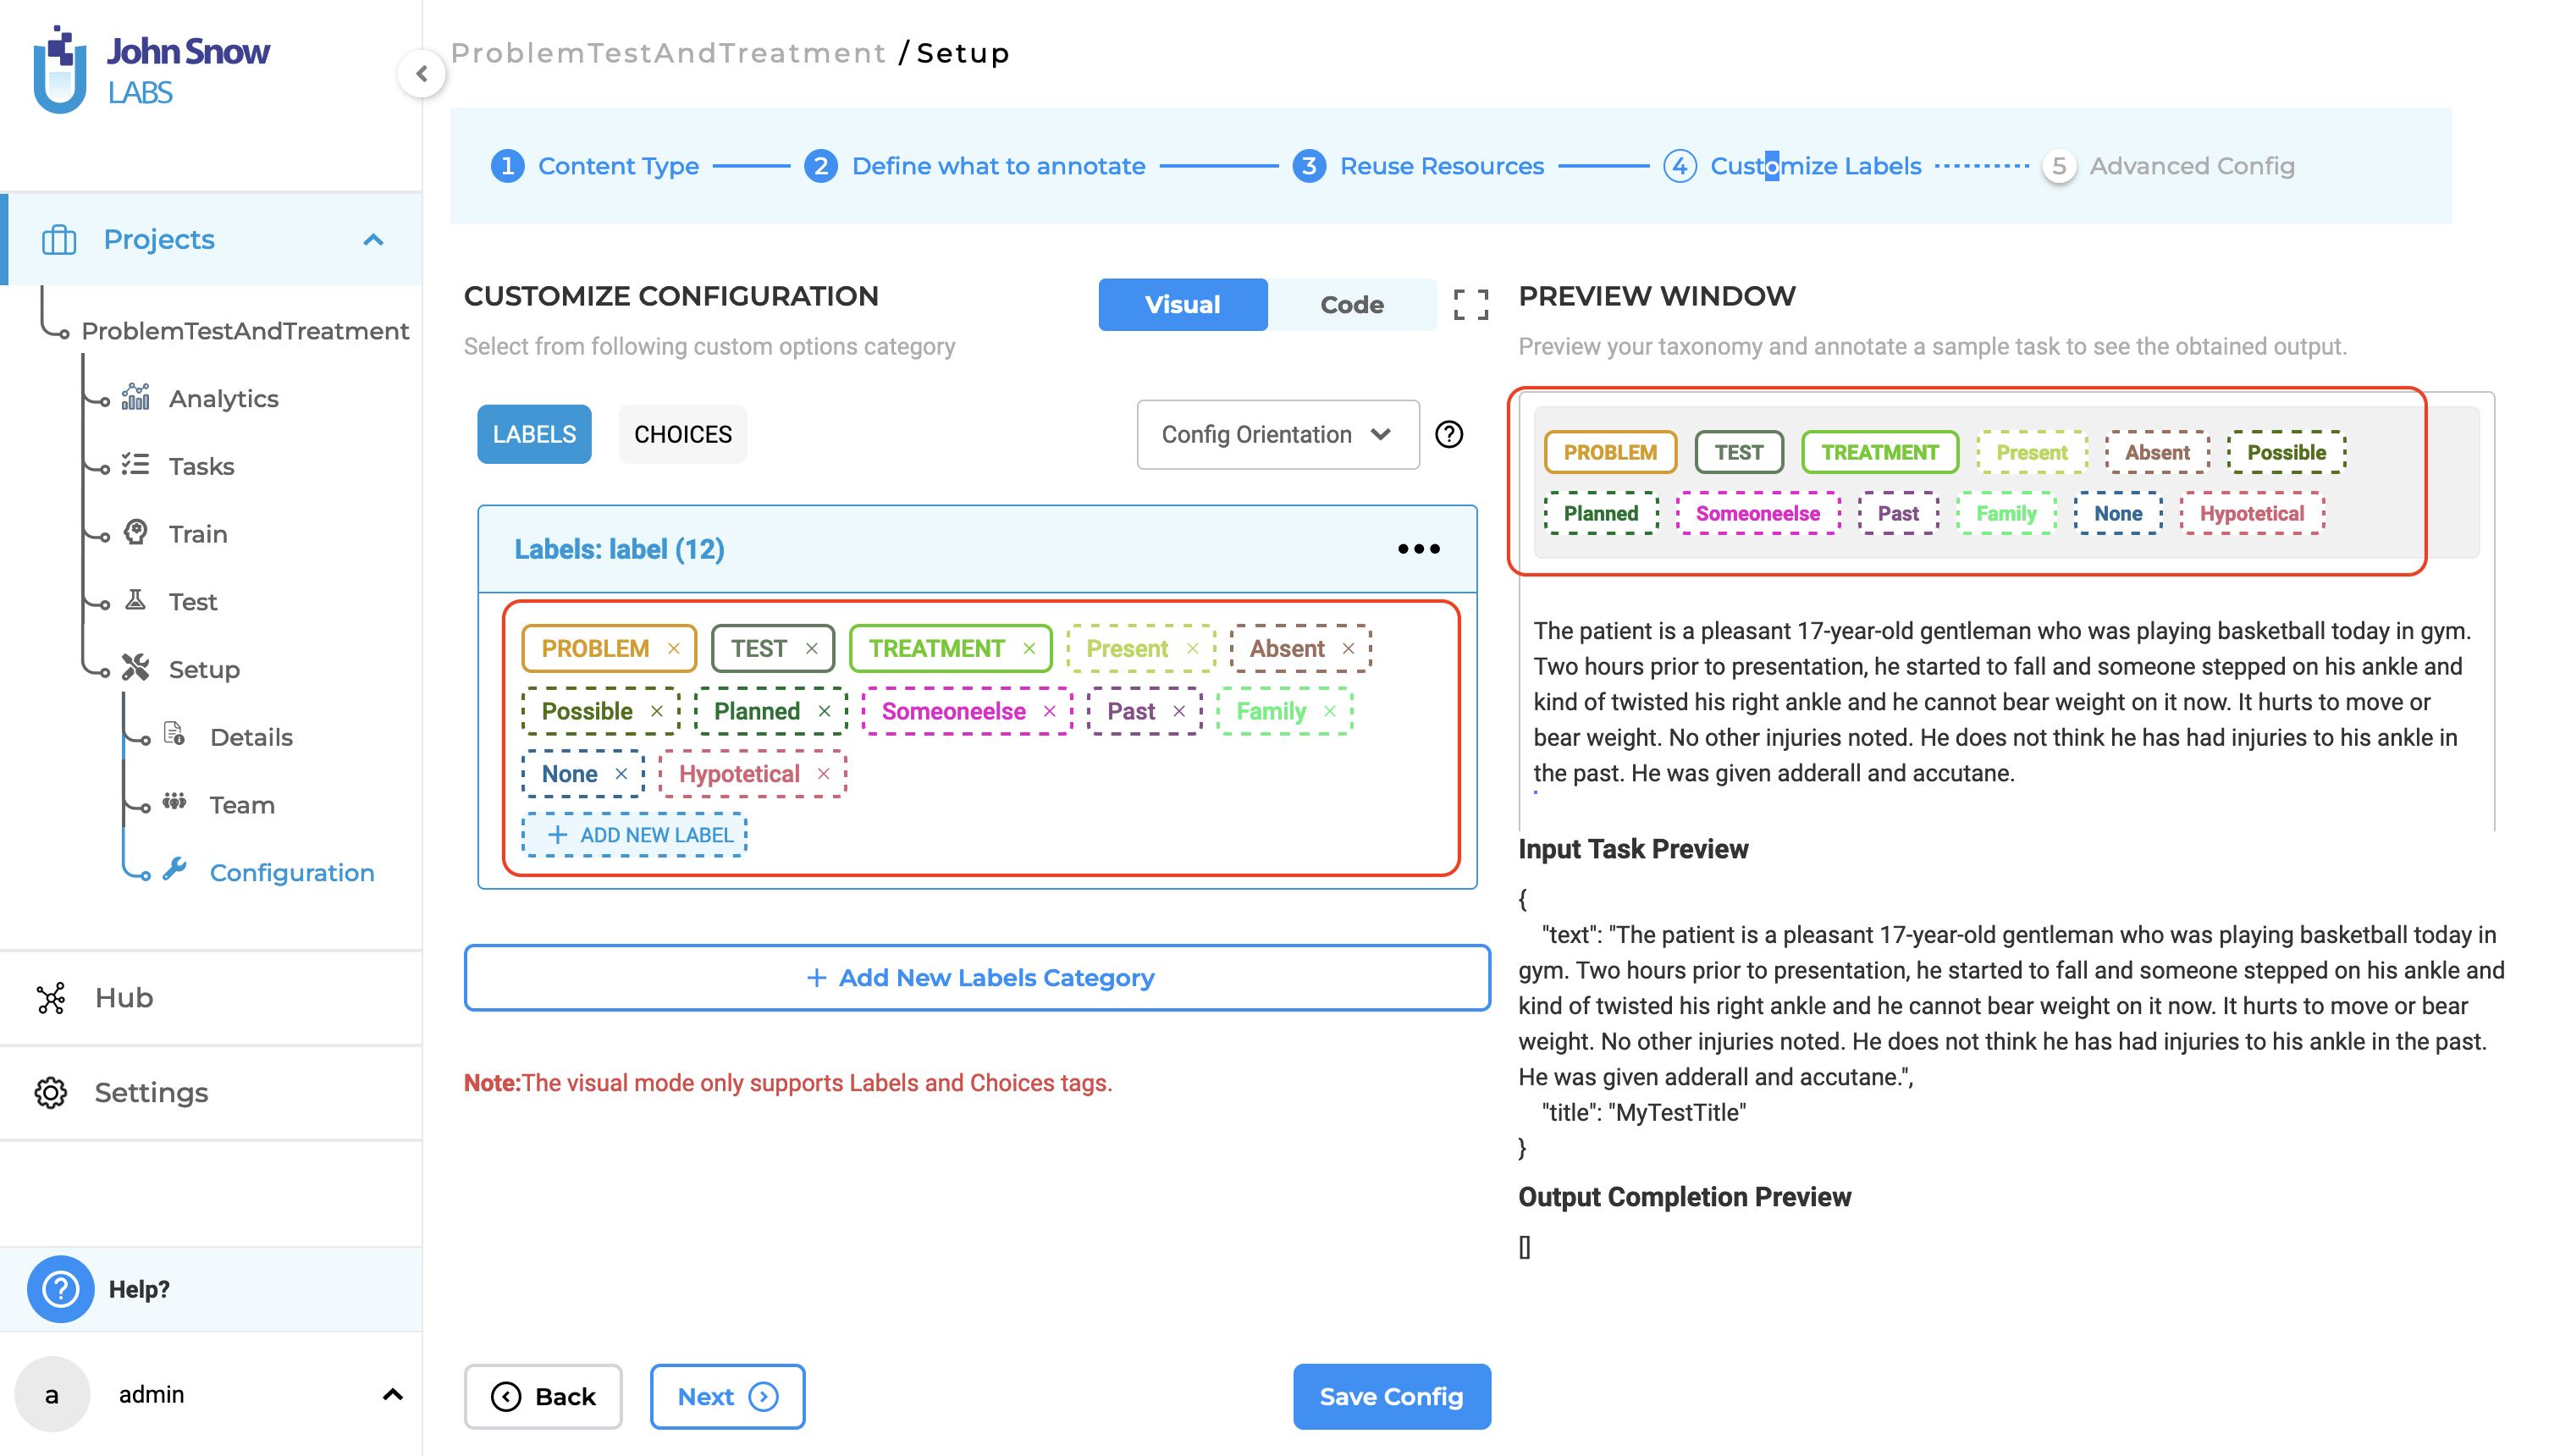 John Snow
LABS
ProblemTestAndTreatment / Setup
1 Content Type
2 Define what to annotate
3 Reuse Resources
4 Customize Labels
5 Advanced Config
Projects
ProblemTestAndTreatment
Analytics
Tasks
Train
Test
Setup
Details
Team
Configuration
Hub
Settings
Help?
a admin
CUSTOMIZE CONFIGURATION
Visual Code
Select from following custom options category
LABELS CHOICES
Config Orientation
Labels: label (12)
PROBLEM × TEST × TREATMENT × Present × Absent ×
Possible × Planned × Someoneelse × Past × Family ×
None × Hypotetical ×
+ ADD NEW LABEL
+ Add New Labels Category
Note:The visual mode only supports Labels and Choices tags.
Back Next Save Config
PREVIEW WINDOW
Preview your taxonomy and annotate a sample task to see the obtained output.
PROBLEM TEST TREATMENT Present Absent Possible
Planned Someoneelse Past Family None Hypotetical
The patient is a pleasant 17-year-old gentleman who was playing basketball today in gym.
Two hours prior to presentation, he started to fall and someone stepped on his ankle and
kind of twisted his right ankle and he cannot bear weight on it now. It hurts to move or
bear weight. No other injuries noted. He does not think he has had injuries to his ankle in
the past. He was given adderall and accutane.
Input Task Preview
{
"text": "The patient is a pleasant 17-year-old gentleman who was playing basketball today in
gym. Two hours prior to presentation, he started to fall and someone stepped on his ankle and
kind of twisted his right ankle and he cannot bear weight on it now. It hurts to move or bear
weight. No other injuries noted. He does not think he has had injuries to his ankle in the past.
He was given adderall and accutane.",
"title": "MyTestTitle"
}
Output Completion Preview
[]